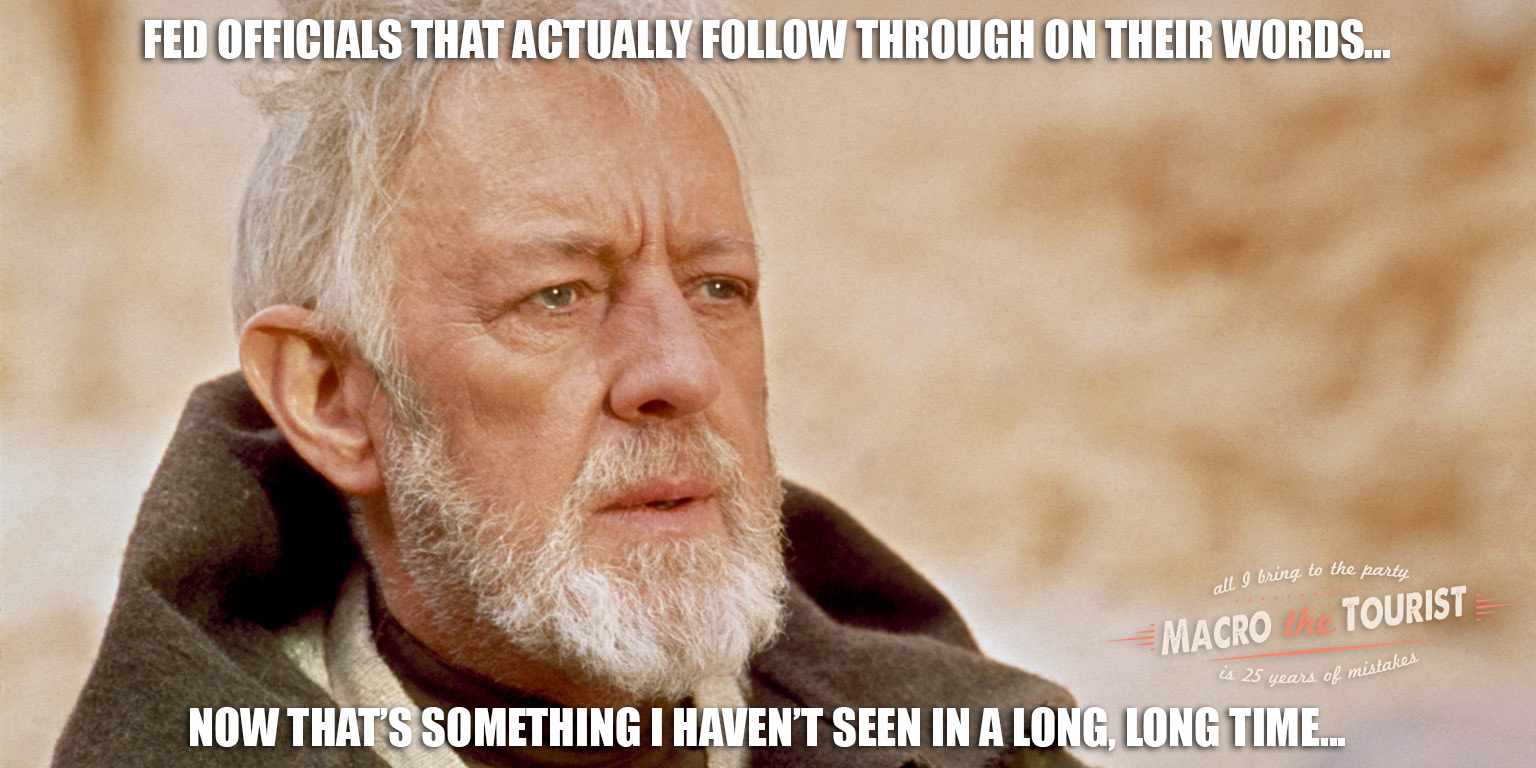 FED OFFICIALS THAT ACTUALLY FOLLOW THROUGH ON THEIR WORDS...
all I bring to the party
MACRO the TOURIST
is 25 years of mistakes
NOW THAT'S SOMETHING I HAVEN'T SEEN IN A LONG, LONG TIME...